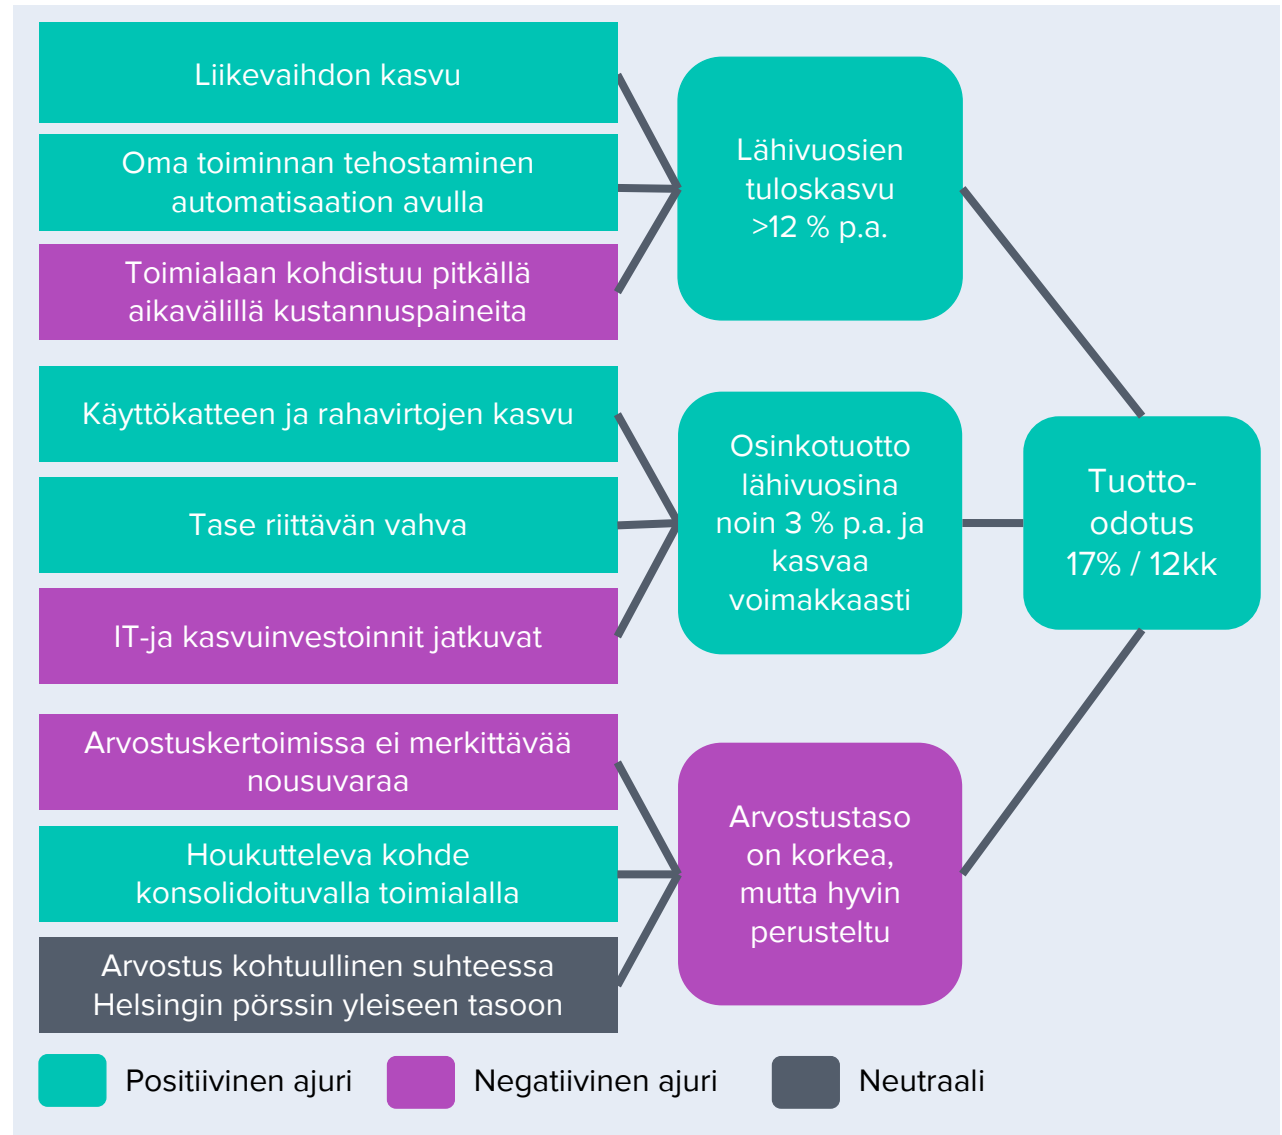 Liikevaihdon kasvu
Oma toiminnan tehostaminen
automatisaation avulla
Toimialaan kohdistuu pitkällä
aikavälillä kustannuspaineita
Lähivuosien
tuloskasvu
>12 % p.a.
Käyttökatteen ja rahavirtojen kasvu
Tase riittävän vahva
IT-ja kasvuinvestoinnit jatkuvat
Osinkotuotto
lähivuosina
noin 3 % p.a. ja
kasvaa
voimakkaasti
Tuotto-
odotus
17% / 12kk
Arvostuskertoimissa ei merkittävää
nousuvaraa
Houkutteleva kohde
konsolidoituvalla toimialalla
Arvostus kohtuullinen suhteessa
Helsingin pörssin yleiseen tasoon
Arvostustaso
on korkea,
mutta hyvin
perusteltu
Positiivinen ajuri
Negatiivinen ajuri
Neutraali